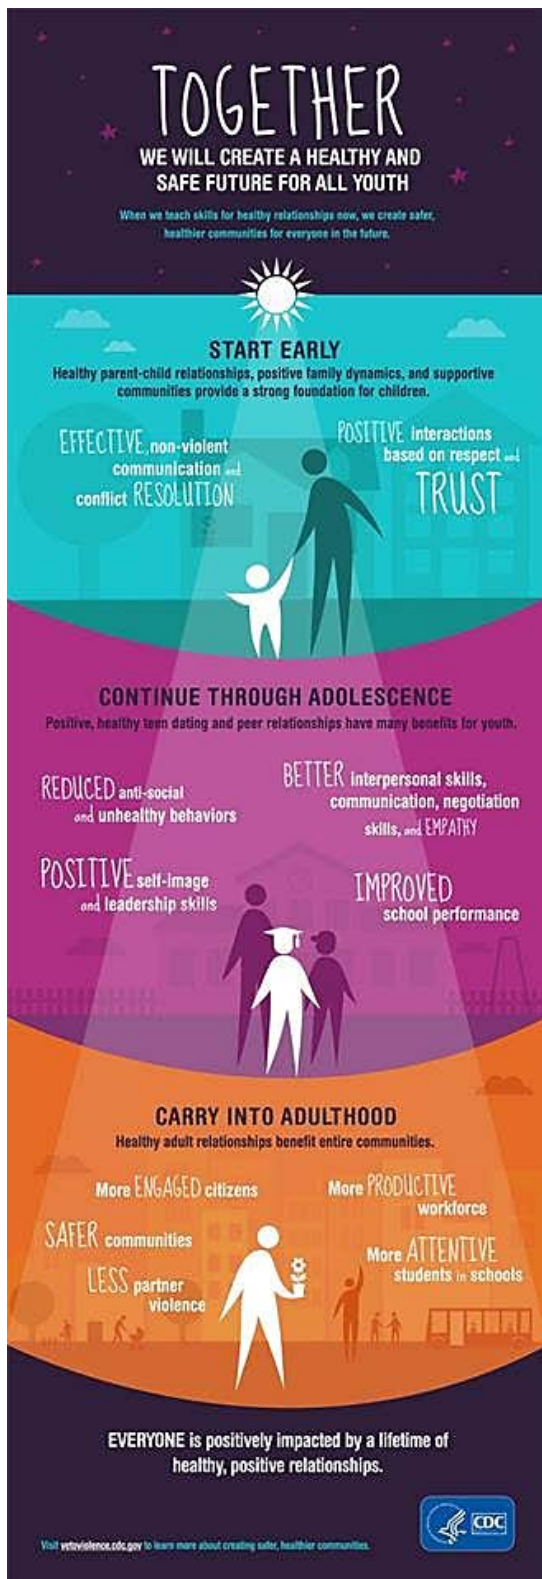 TOGETHER
WE WILL CREATE A HEALTHY AND
SAFE FUTURE FOR ALL YOUTH
When we teach skills for healthy relationships now, we create safer,
healthier communities for everyone in the future.
START EARLY
Healthy parent-child relationships, positive family dynamics, and supportive
communities provide a strong foundation for children.
EFFECTIVE, non-violent
communication and
conflict RESOLUTION
POSITIVE interactions
based on respect and
TRUST
CONTINUE THROUGH ADOLESCENCE
Positive, healthy teen dating and peer relationships have many benefits for youth.
REDUCED anti-social
and unhealthy behaviors
BETTER interpersonal skills,
communication, negotiation
skills, and EMPATHY
POSITIVE self-image
and leadership skills
IMPROVED
school performance
CARRY INTO ADULTHOOD
Healthy adult relationships benefit entire communities.
More ENGAGED citizens
More PRODUCTIVE
workforce
SAFER communities
More ATTENTIVE
students in schools
LESS partner
violence
EVERYONE is positively impacted by a lifetime of
healthy, positive relationships.
CDC
Visit vetoviolence.cdc.gov to learn more about creating safer, healthier communities.